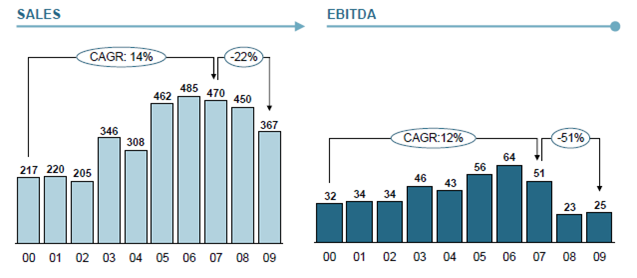 SALES
CAGR: 14%
-22%
217 220 205 346 308 462 485 470 450 367
00 01 02 03 04 05 06 07 08 09
EBITDA
CAGR:12%
-51%
32 34 34 46 43 56 64 51 23 25
00 01 02 03 04 05 06 07 08 09